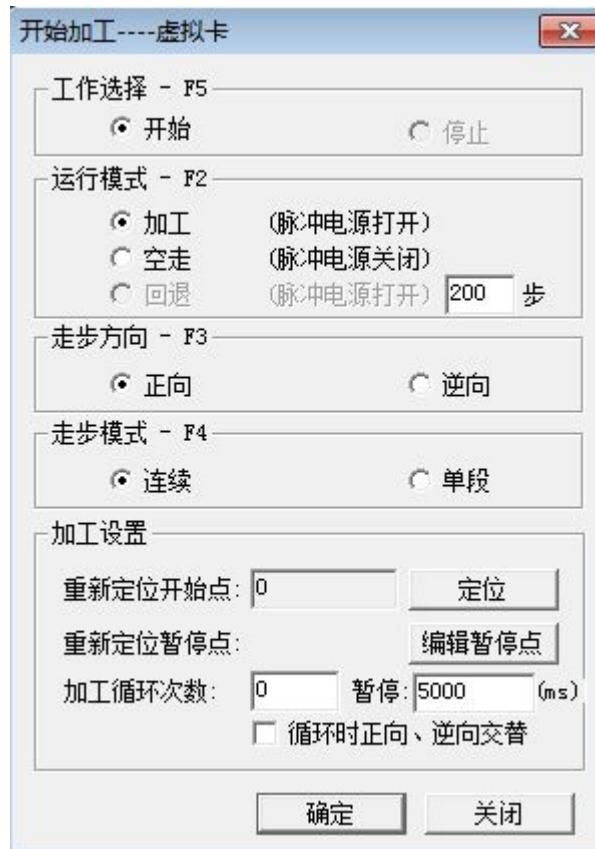 开始加工----虚拟卡
工作选择 - F5
开始 停止
运行模式 - F2
加工 (脉冲电源打开)
空走 (脉冲电源关闭)
回退 (脉冲电源打开) 200 步
走步方向 - F3
正向 逆向
走步模式 - F4
连续 单段
加工设置
重新定位开始点: 0 定位
重新定位暂停点: 编辑暂停点
加工循环次数: 0 暂停: 5000 (ms)
循环时正向、逆向交替
确定 关闭